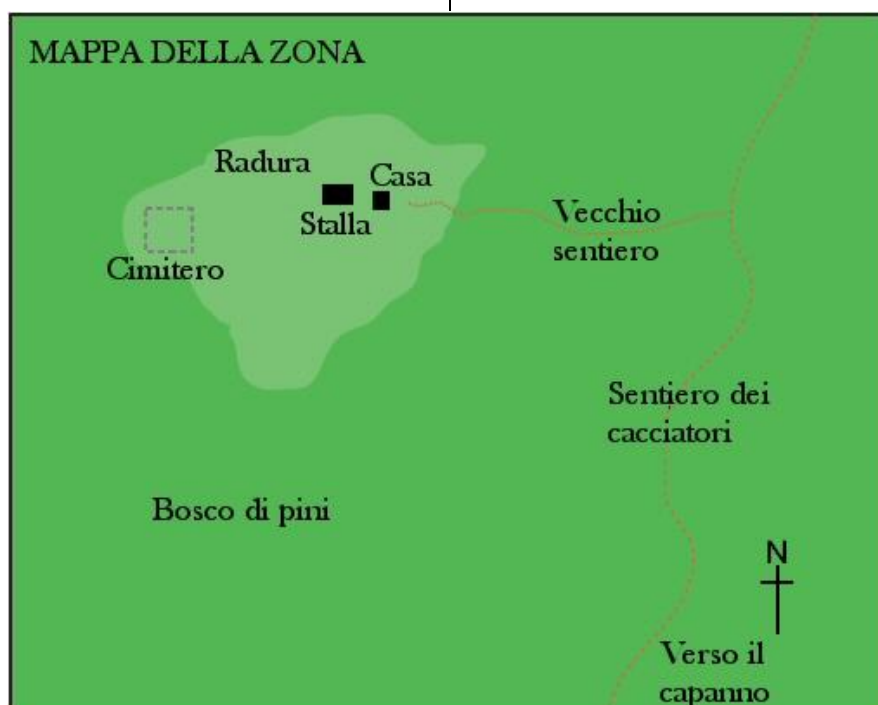 MAPPA DELLA ZONA
Radura
Casa
Stalla
Cimitero
Vecchio
sentiero
Sentiero dei
cacciatori
Bosco di pini
N
Verso il
capanno